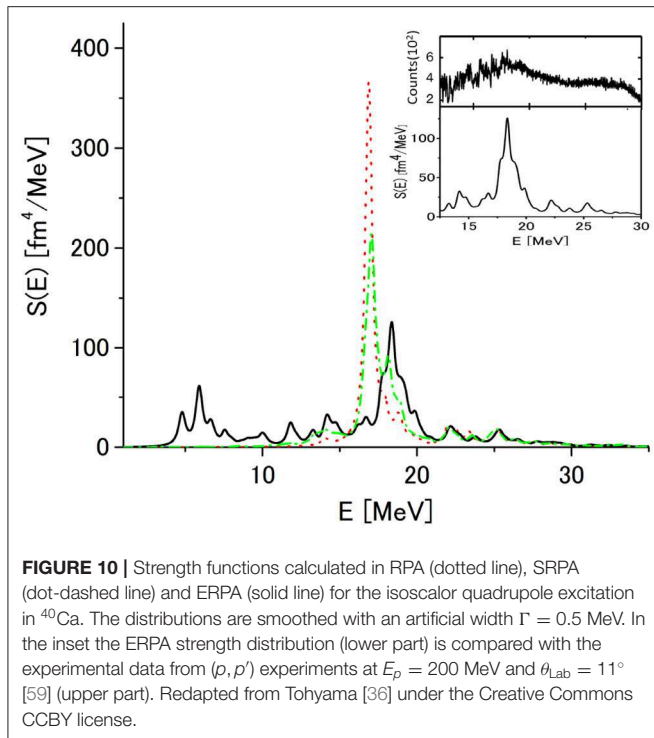 400
300
200
100
0
S(E) [fm⁴/MeV]
10
20
30
E [MeV]
Counts(10²)
6
4
2
S(E) [fm⁴/MeV]
100
50
0
15
20
25
30
E [MeV]
FIGURE 10 | Strength functions calculated in RPA (dotted line), SRPA
(dot-dashed line) and ERPA (solid line) for the isoscalor quadrupole excitation
in ⁴⁰Ca. The distributions are smoothed with an artificial width Γ = 0.5 MeV. In
the inset the ERPA strength distribution (lower part) is compared with the
experimental data from (p, p′) experiments at Eₚ = 200 MeV and θLab = 11°
[59] (upper part). Redapted from Tohyama [36] under the Creative Commons
CCBY license.